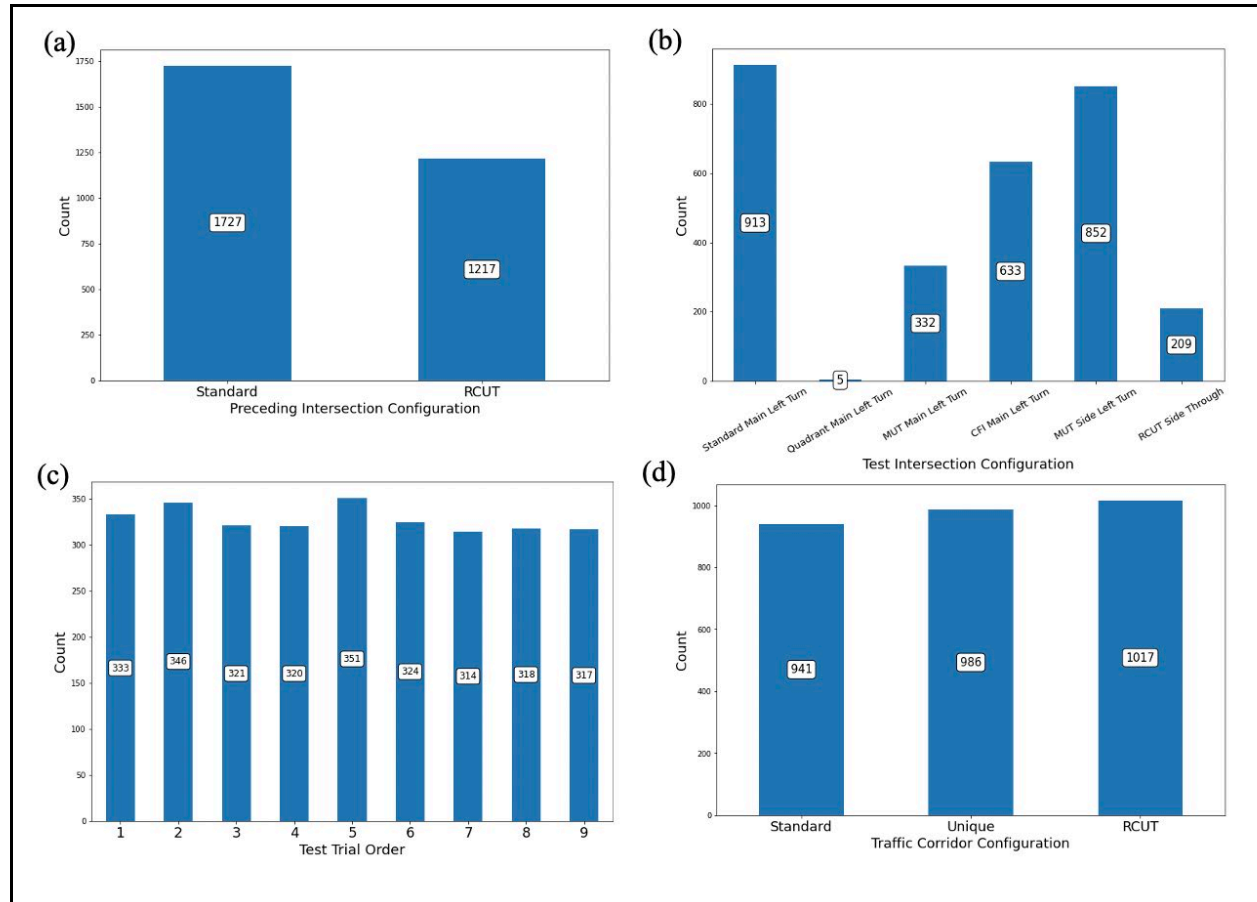 (a)
1750
1500
1250
1000
750
500
250
0
Count
1727
1217
Standard
RCUT
Preceding Intersection Configuration
(b)
800
600
400
200
0
Count
913
5
332
633
852
209
Standard Main Left Turn
Quadrant Main Left Turn
MUT Main Left Turn
CFI Main Left Turn
MUT Side Left Turn
RCUT Side Through
Test Intersection Configuration
(c)
350
300
250
200
150
100
50
0
Count
333
346
321
320
351
324
314
318
317
1
2
3
4
5
6
7
8
9
Test Trial Order
(d)
1000
800
600
400
200
0
Count
941
986
1017
Standard
Unique
RCUT
Traffic Corridor Configuration